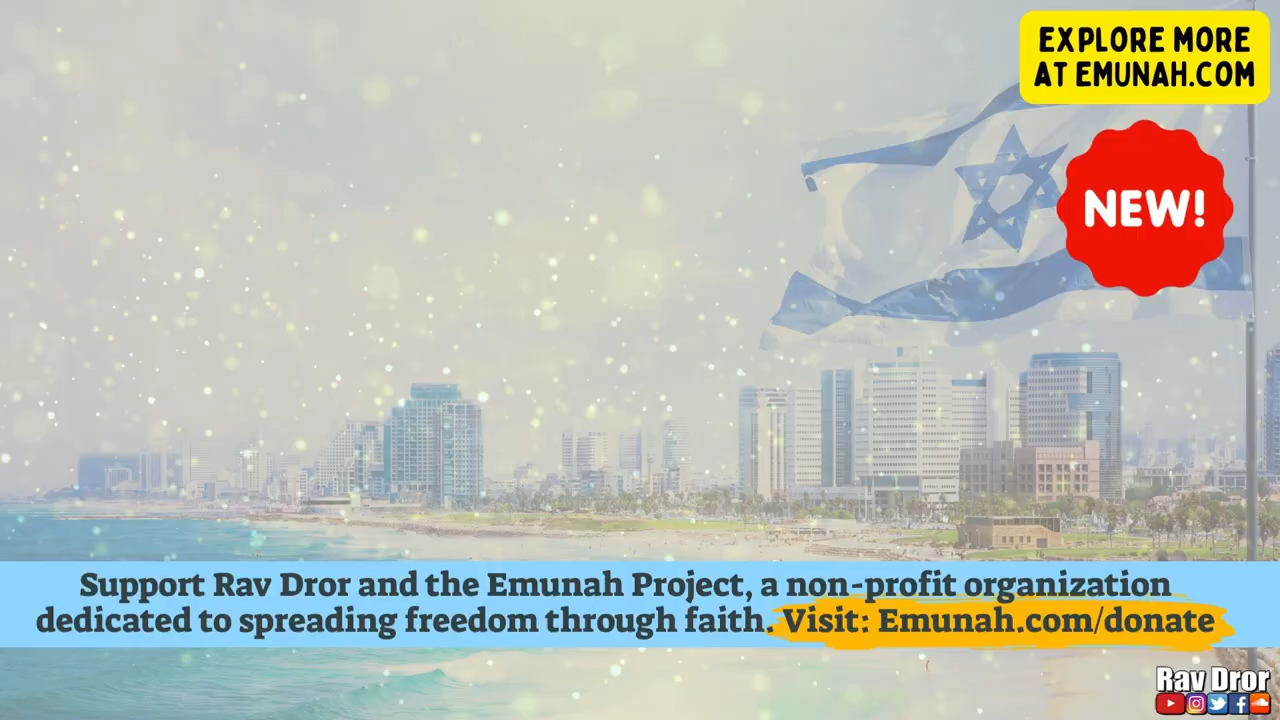 EXPLORE MORE
AT EMUNAH.COM
NEW!
Support Rav Dror and the Emunah Project, a non-profit organization
dedicated to spreading freedom through faith. Visit: Emunah.com/donate
Rav Dror